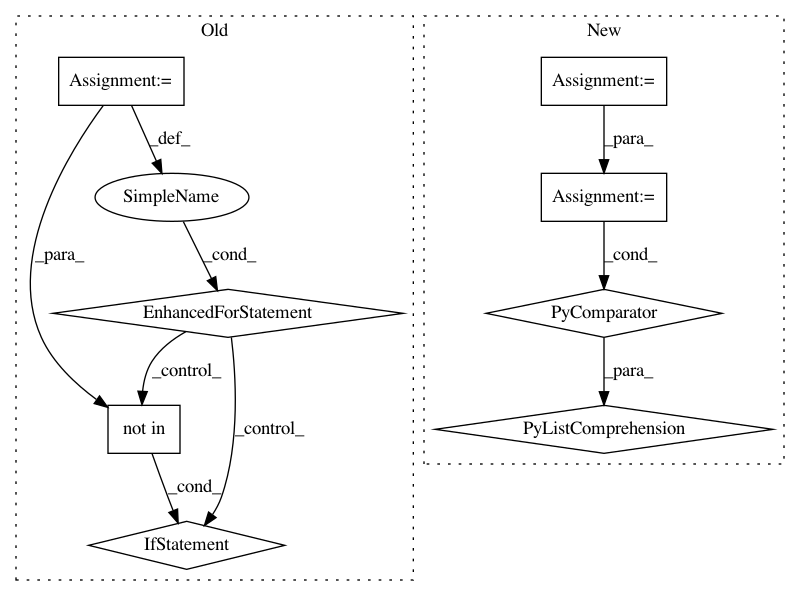 Old
New
Assignment:=
Assignment:=
_def_
_para_
SimpleName
Assignment:=
_para_
_cond_
_cond_
EnhancedForStatement
PyComparator
_control_
_control_
_para_
not in
PyListComprehension
_cond_
IfStatement